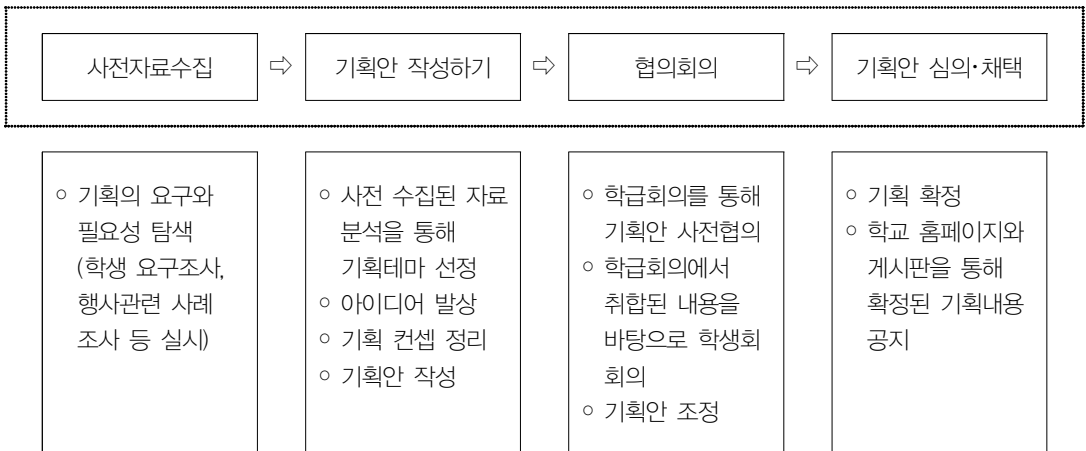 사전자료수집 ⇨ 기획안 작성하기 ⇨ 협의회의 ⇨ 기획안 심의·채택
◦ 기획의 요구와
필요성 탐색
(학생 요구조사,
행사관련 사례
조사 등 실시)
◦ 사전 수집된 자료
분석을 통해
기획테마 선정
◦ 아이디어 발상
◦ 기획 컨셉 정리
◦ 기획안 작성
◦ 학급회의를 통해
기획안 사전협의
◦ 학급회의에서
취합된 내용을
바탕으로 학생회
회의
◦ 기획안 조정
◦ 기획 확정
◦ 학교 홈페이지와
게시판을 통해
확정된 기획내용
공지